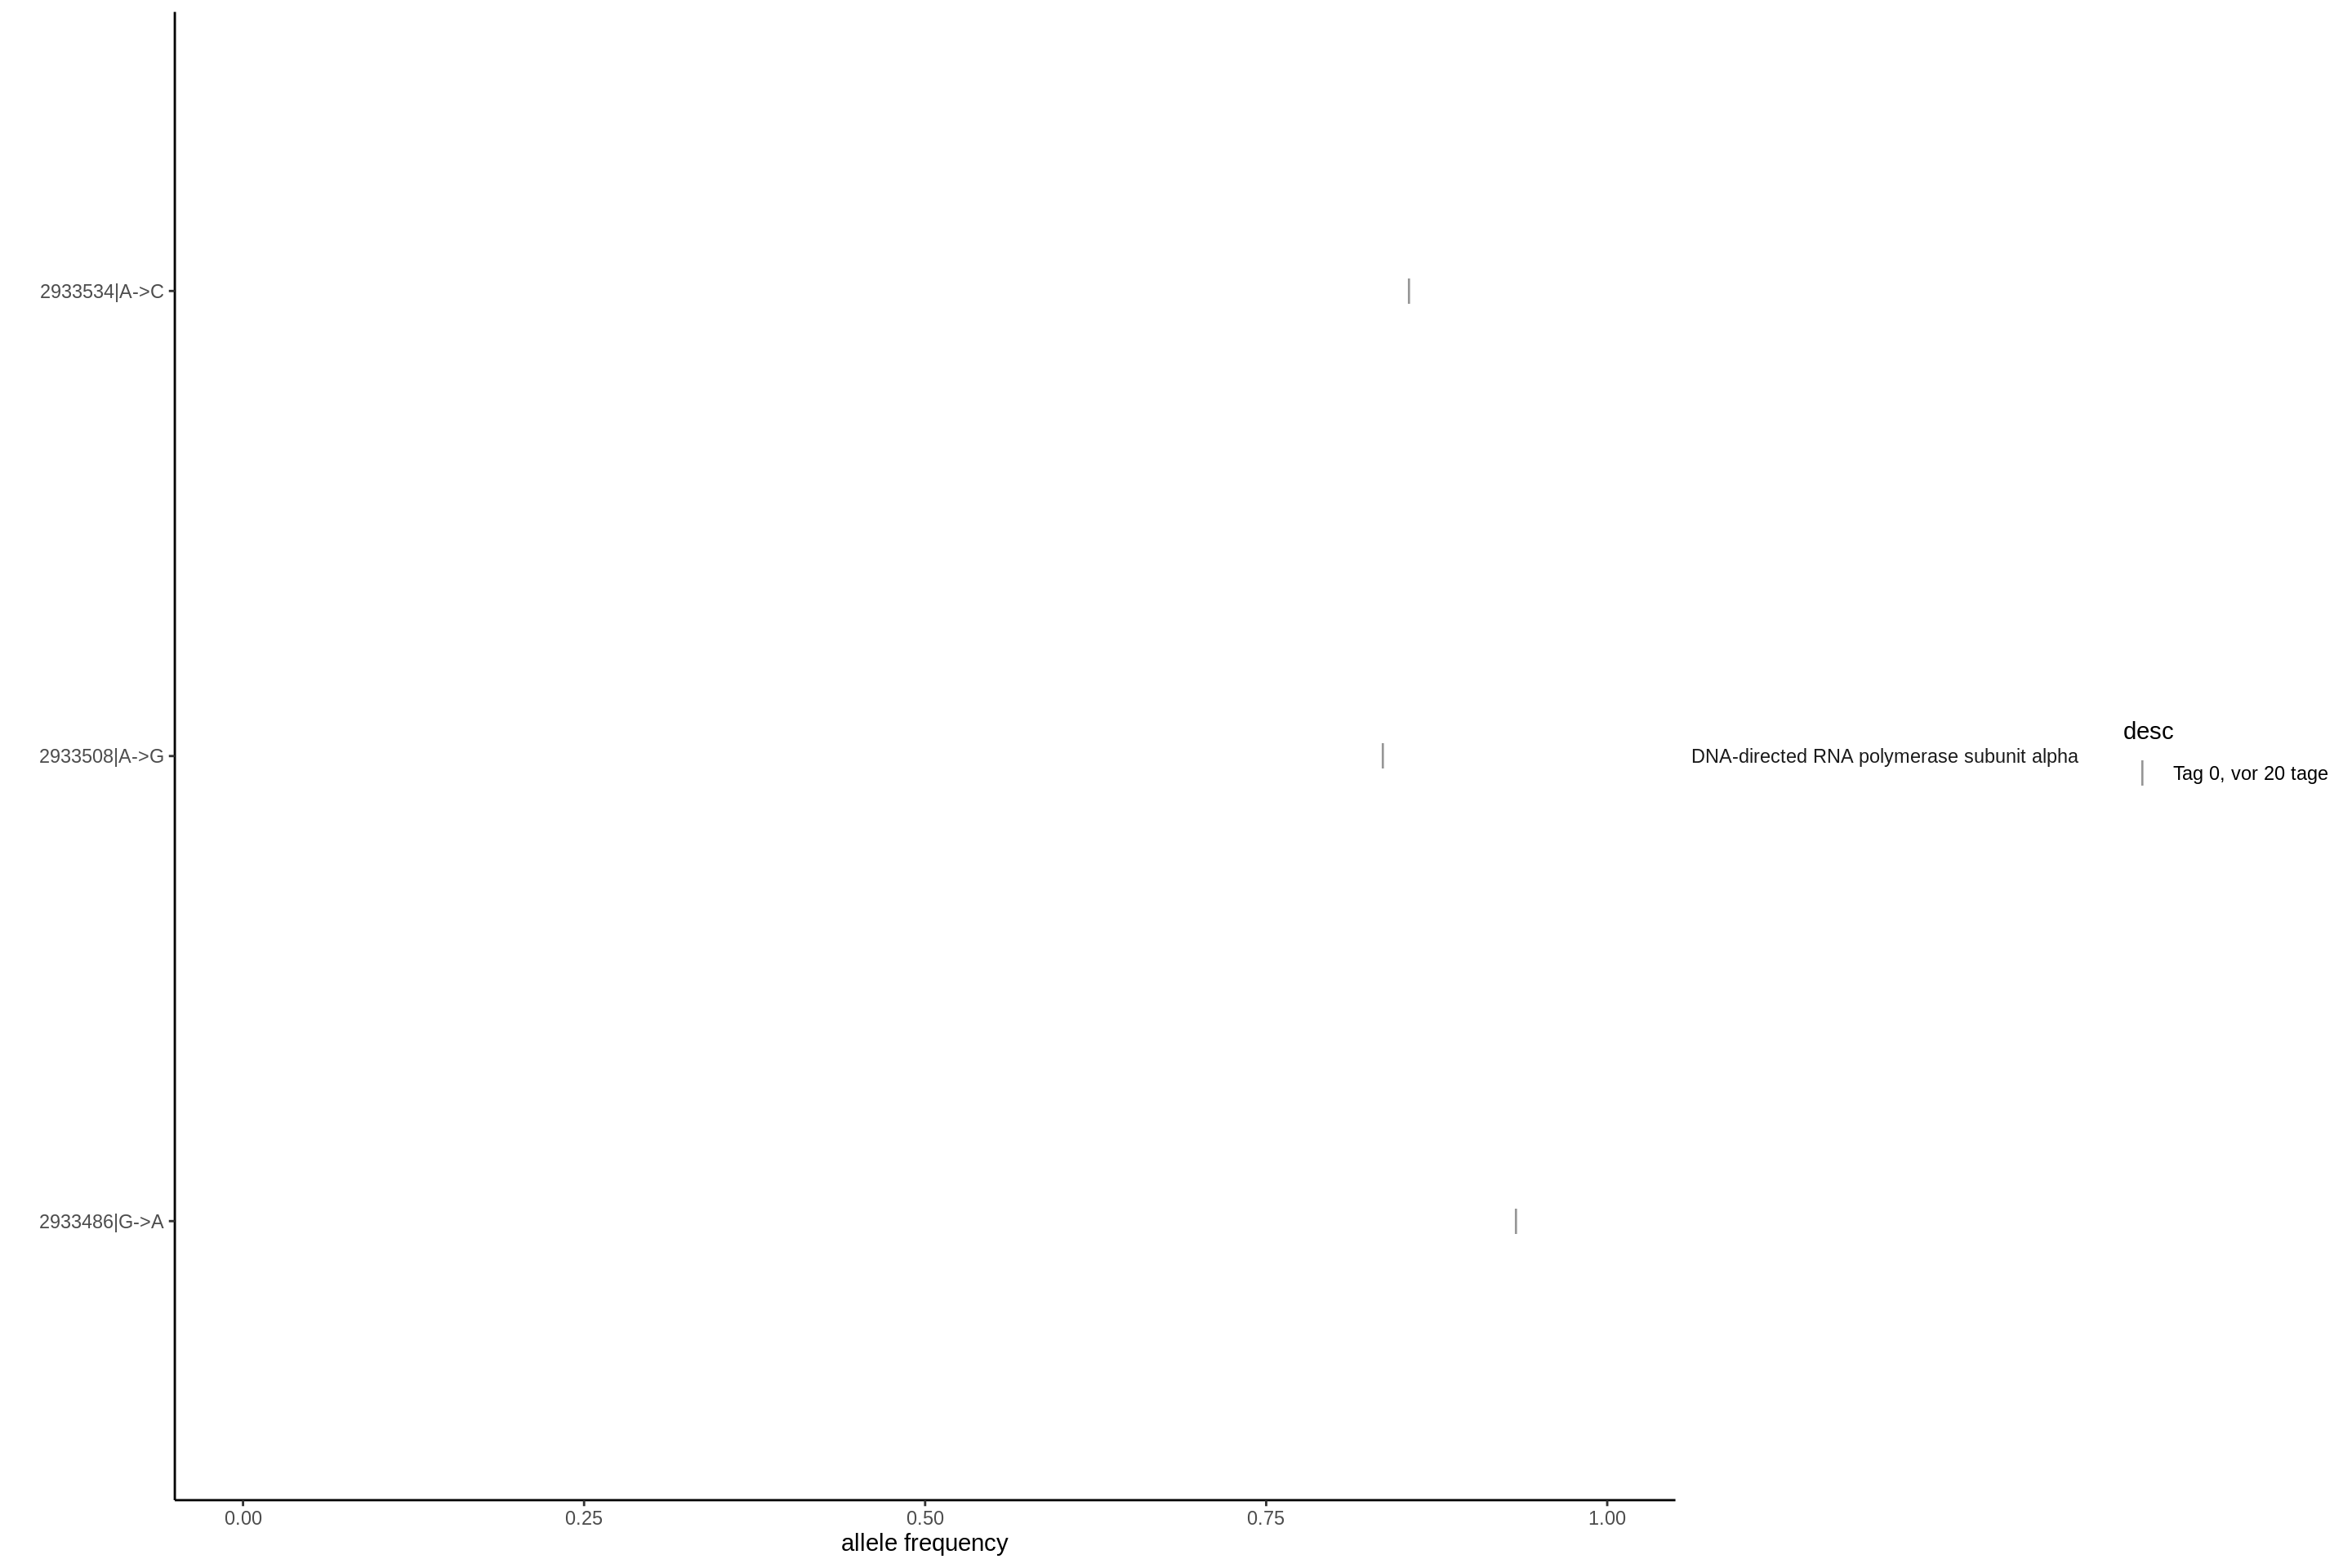 2933534|A->C
2933508|A->G
2933486|G->A
0.00
0.25
0.50
0.75
1.00
allele frequency
DNA-directed RNA polymerase subunit alpha
desc
Tag 0, vor 20 tage